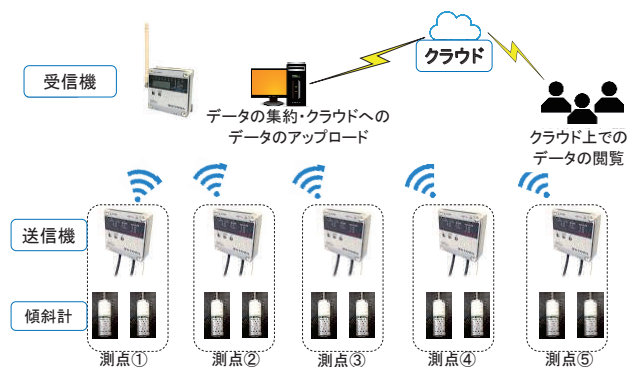 クラウド
受信機
データの集約・クラウドへの
データのアップロード
クラウド上での
データの閲覧
送信機
傾斜計
測点①
測点②
測点③
測点④
測点⑤